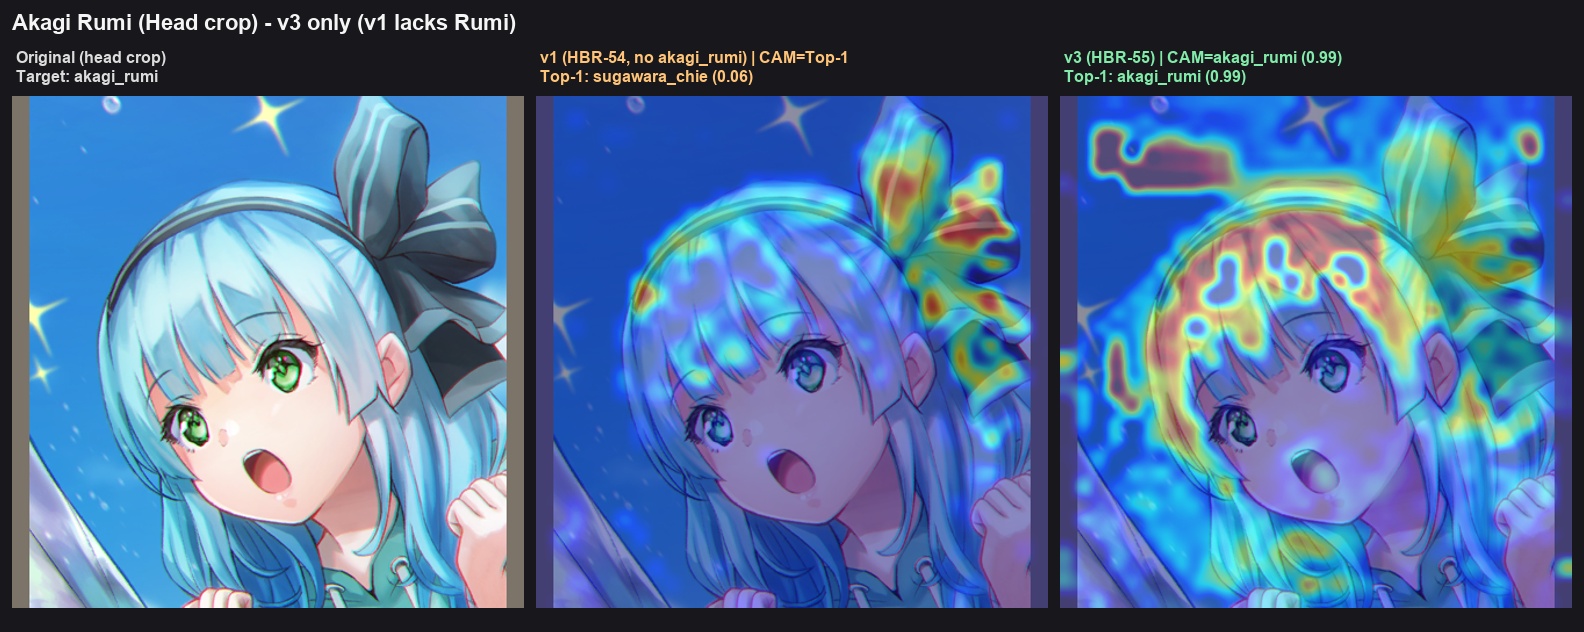 Akagi Rumi (Head crop) - v3 only (v1 lacks Rumi)
Original (head crop)
Target: akagi_rumi
v1 (HBR-54, no akagi_rumi) | CAM=Top-1
Top-1: sugawara_chie (0.06)
v3 (HBR-55) | CAM=akagi_rumi (0.99)
Top-1: akagi_rumi (0.99)